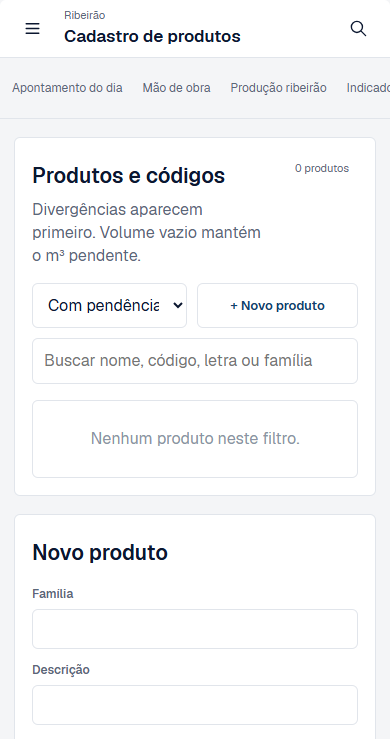 Ribeirão
Cadastro de produtos
Apontamento do dia Mão de obra Produção ribeirão Indicado
Produtos e códigos
0 produtos
Divergências aparecem
primeiro. Volume vazio mantém
o m³ pendente.
Com pendência
+ Novo produto
Buscar nome, código, letra ou família
Nenhum produto neste filtro.
Novo produto
Família
Descrição